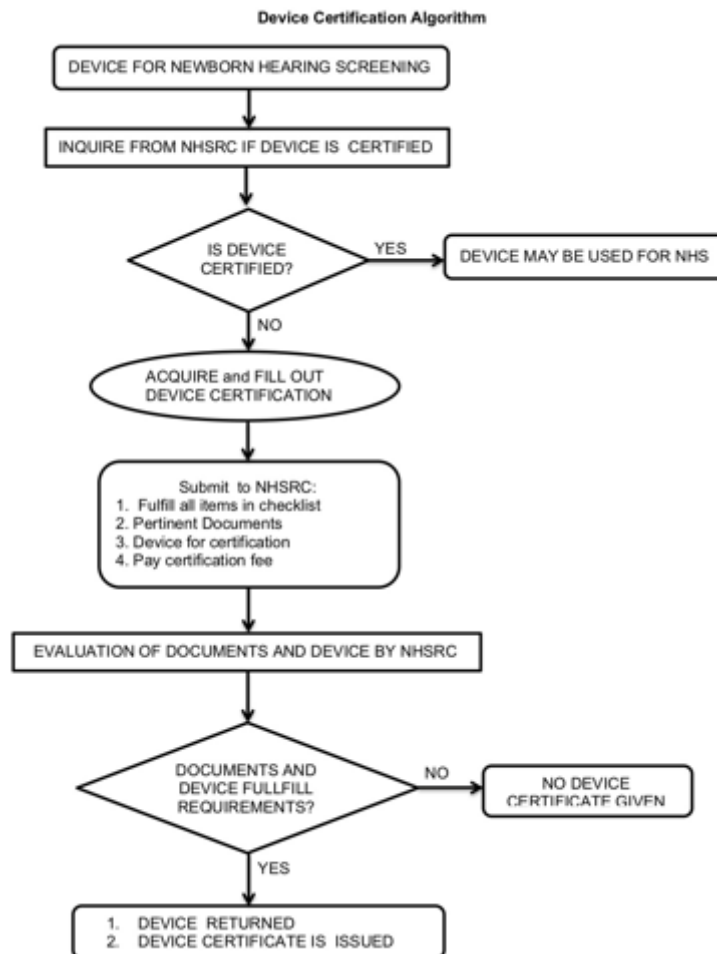 Device Certification Algorithm
DEVICE FOR NEWBORN HEARING SCREENING
INQUIRE FROM NHSRC IF DEVICE IS CERTIFIED
IS DEVICE
CERTIFIED?
YES
DEVICE MAY BE USED FOR NHS
NO
ACQUIRE and FILL OUT
DEVICE CERTIFICATION
Submit to NHSRC:
1. Fulfill all items in checklist
2. Pertinent Documents
3. Device for certification
4. Pay certification fee
EVALUATION OF DOCUMENTS AND DEVICE BY NHSRC
DOCUMENTS AND
DEVICE FULLFILL
REQUIREMENTS?
NO
NO DEVICE
CERTIFICATE GIVEN
YES
1. DEVICE RETURNED
2. DEVICE CERTIFICATE IS ISSUED